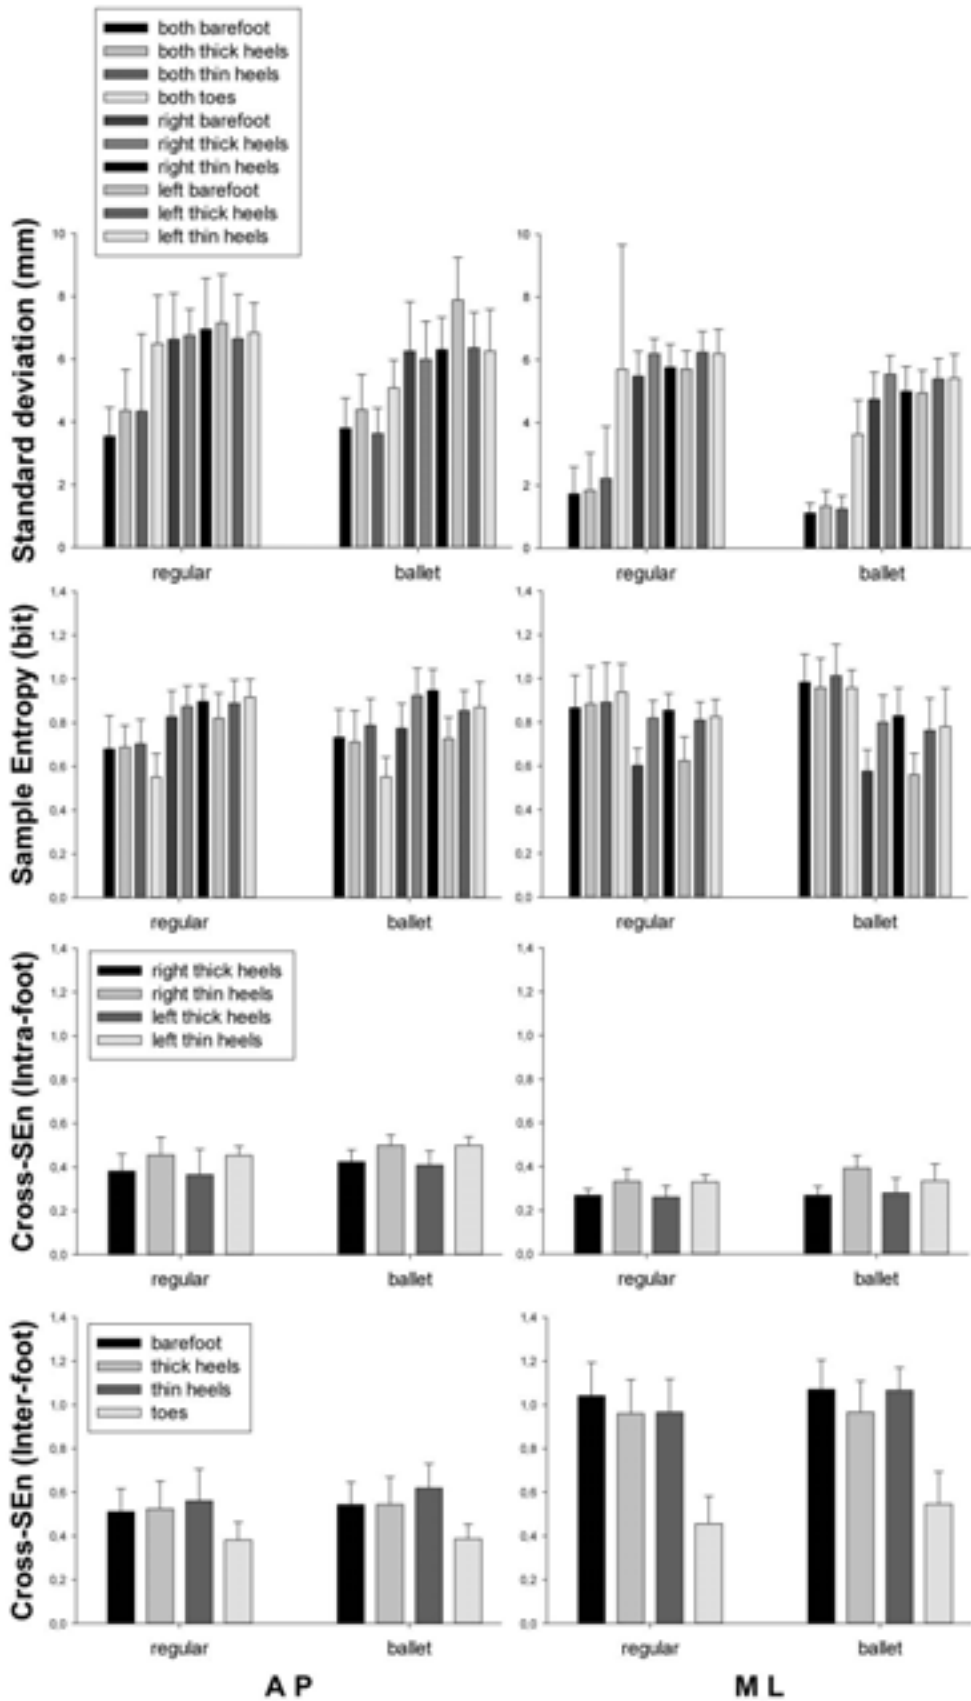 both barefoot
both thick heels
both thin heels
both toes
right barefoot
right thick heels
right thin heels
left barefoot
left thick heels
left thin heels
Standard deviation (mm)
10
8
6
4
2
0
regular
ballet
10
8
6
4
2
0
regular
ballet
Sample Entropy (bit)
1,4
1,2
1,0
0,8
0,6
0,4
0,2
0,0
regular
ballet
1,4
1,2
1,0
0,8
0,6
0,4
0,2
0,0
regular
ballet
Cross-SEn (Intra-foot)
1,4
1,2
1,0
0,8
0,6
0,4
0,2
0,0
right thick heels
right thin heels
left thick heels
left thin heels
regular
ballet
1,4
1,2
1,0
0,8
0,6
0,4
0,2
0,0
regular
ballet
Cross-SEn (Inter-foot)
1,4
1,2
1,0
0,8
0,6
0,4
0,2
0,0
barefoot
thick heels
thin heels
toes
regular
ballet
1,4
1,2
1,0
0,8
0,6
0,4
0,2
0,0
regular
ballet
A P
M L